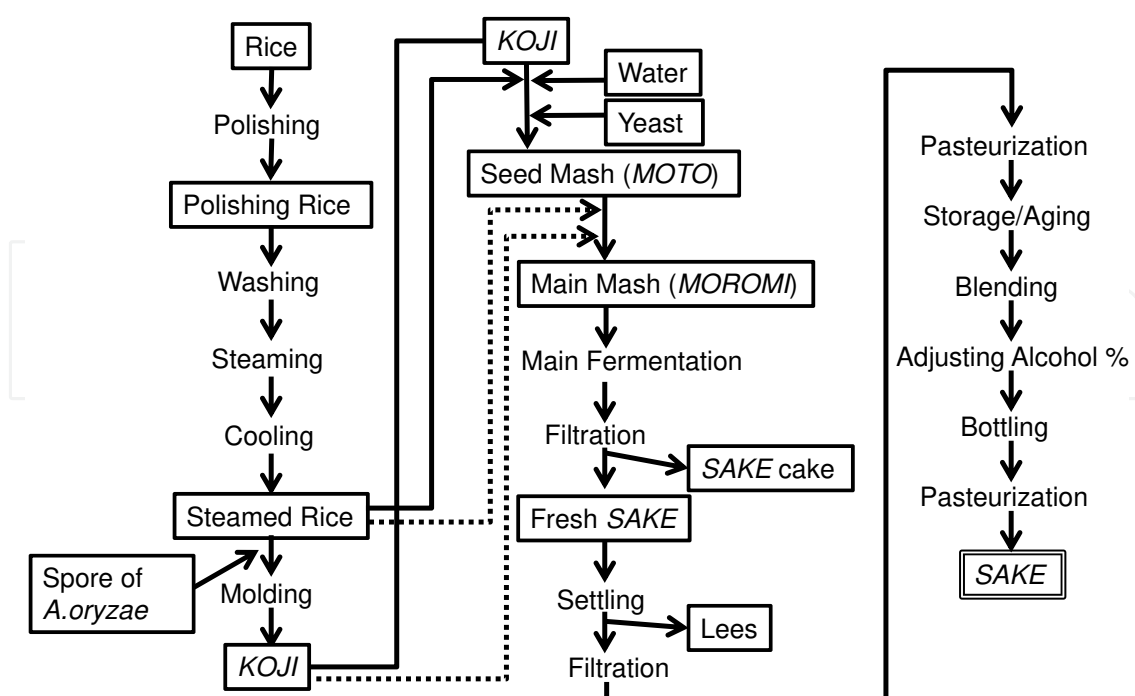 Rice
Polishing
Polishing Rice
Washing
Steaming
Cooling
Steamed Rice
Spore of
A.oryzae
Molding
KOJI
KOJI
Water
Yeast
Seed Mash (MOTO)
Main Mash (MOROMI)
Main Fermentation
Filtration
SAKE cake
Fresh SAKE
Settling
Lees
Filtration
Pasteurization
Storage/Aging
Blending
Adjusting Alcohol %
Bottling
Pasteurization
SAKE